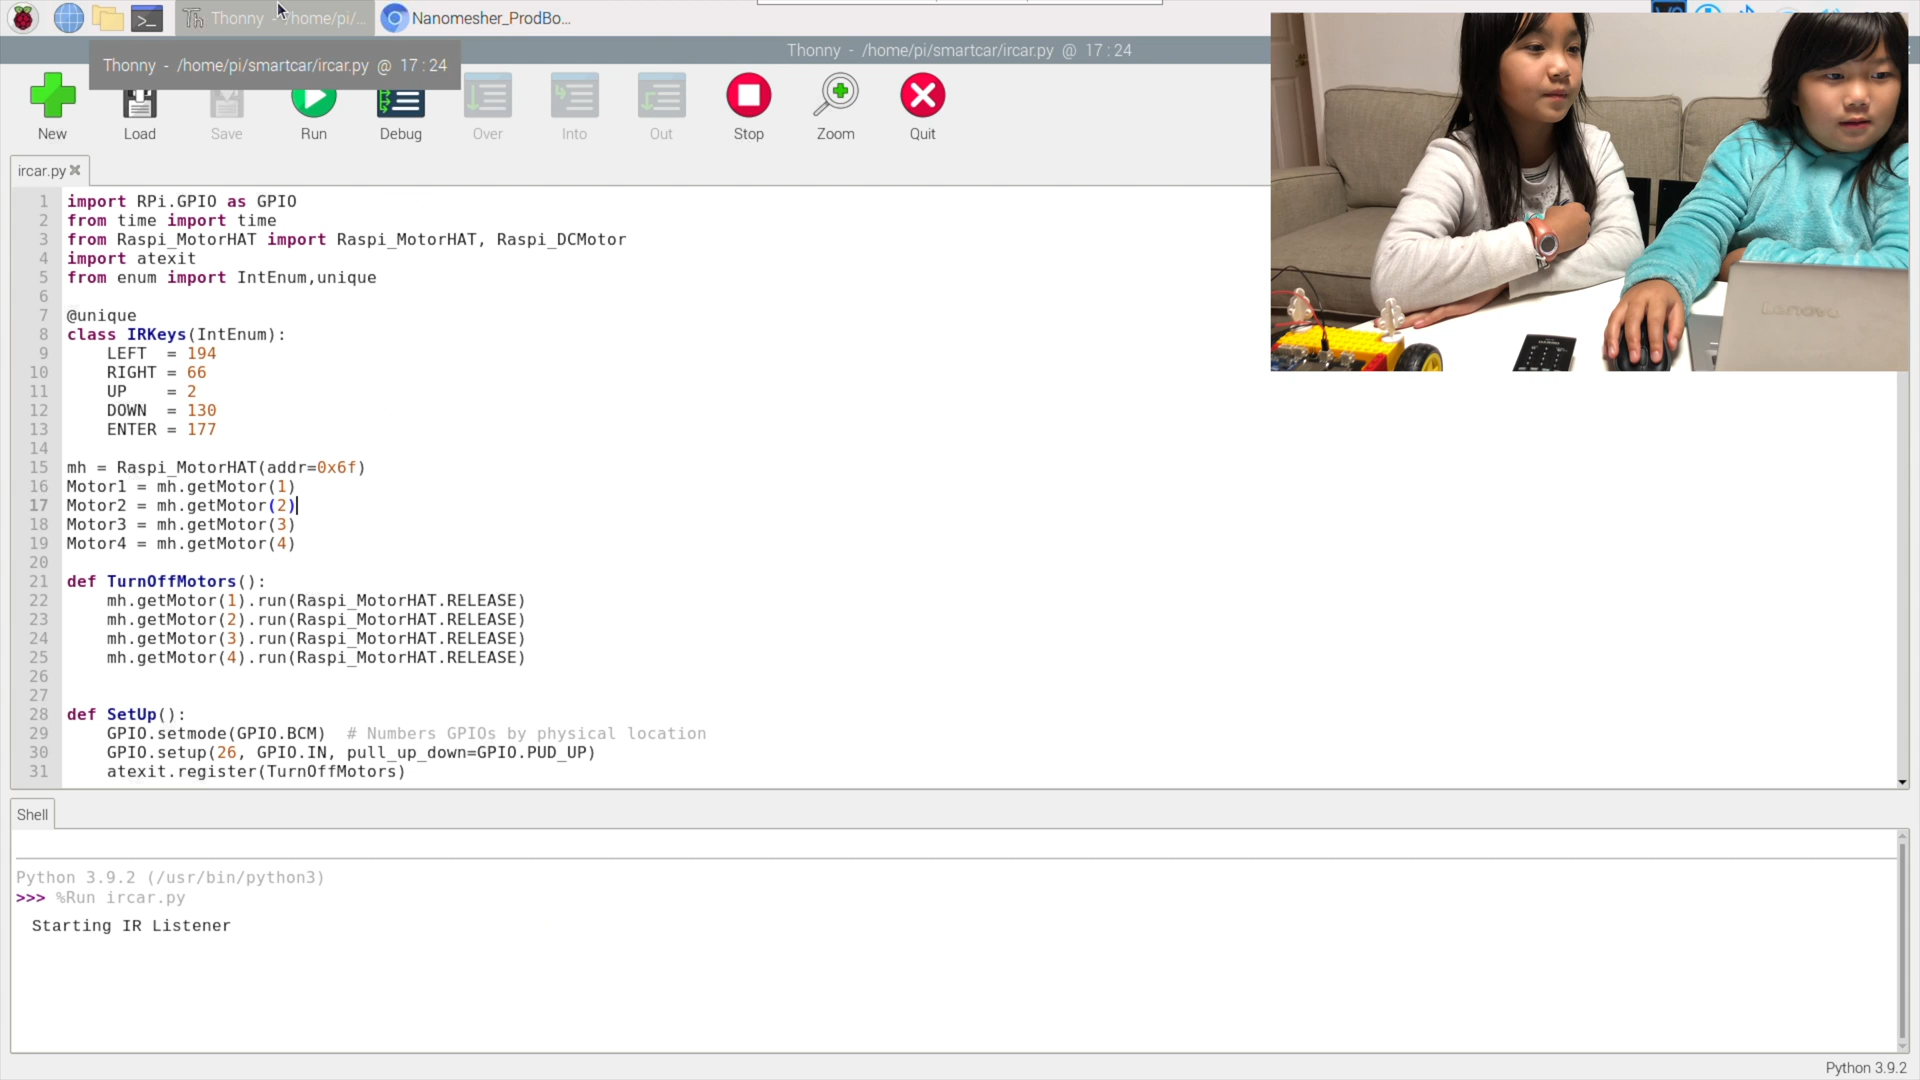 Thonny - /home/pi/...
Nanomesher_ProdBo...
Thonny - /home/pi/smartcar/ircar.py @ 17:24
Thonny - /home/pi/smartcar/ircar.py @ 17:24
New
Load
Save
Run
Debug
Over
Into
Out
Stop
Zoom
Quit
ircar.py
1 import RPi.GPIO as GPIO
2 from time import time
3 from Raspi_MotorHAT import Raspi_MotorHAT, Raspi_DCMotor
4 import atexit
5 from enum import IntEnum,unique
6
7 @unique
8 class IRKeys(IntEnum):
9     LEFT  = 194
10     RIGHT = 66
11     UP    = 2
12     DOWN  = 130
13     ENTER = 177
14
15 mh = Raspi_MotorHAT(addr=0x6f)
16 Motor1 = mh.getMotor(1)
17 Motor2 = mh.getMotor(2)
18 Motor3 = mh.getMotor(3)
19 Motor4 = mh.getMotor(4)
20
21 def TurnOffMotors():
22     mh.getMotor(1).run(Raspi_MotorHAT.RELEASE)
23     mh.getMotor(2).run(Raspi_MotorHAT.RELEASE)
24     mh.getMotor(3).run(Raspi_MotorHAT.RELEASE)
25     mh.getMotor(4).run(Raspi_MotorHAT.RELEASE)
26
27
28 def SetUp():
29     GPIO.setmode(GPIO.BCM)  # Numbers GPIOs by physical location
30     GPIO.setup(26, GPIO.IN, pull_up_down=GPIO.PUD_UP)
31     atexit.register(TurnOffMotors)
Shell
Python 3.9.2 (/usr/bin/python3)
>>> %Run ircar.py
Starting IR Listener
Python 3.9.2
Lenovo